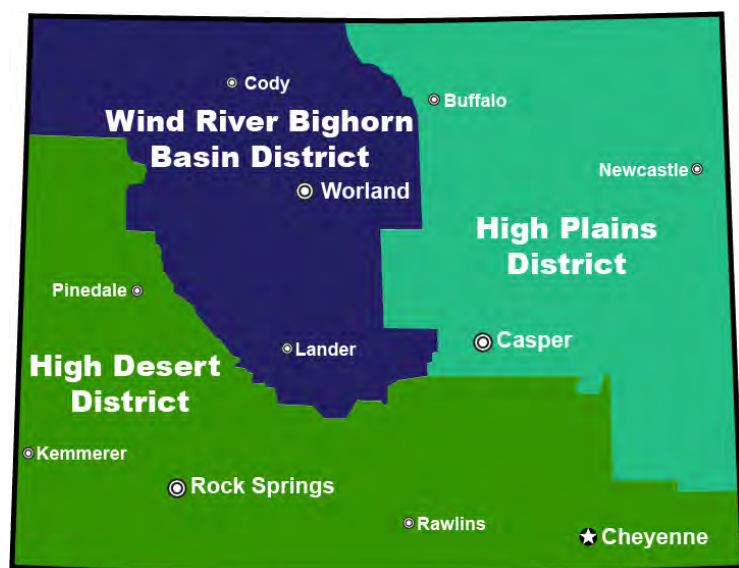 Cody
Buffalo
Wind River Bighorn
Basin District
Newcastle
Worland
High Plains
District
Pinedale
Casper
Lander
High Desert
District
Kemmerer
Rock Springs
Rawlins
Cheyenne